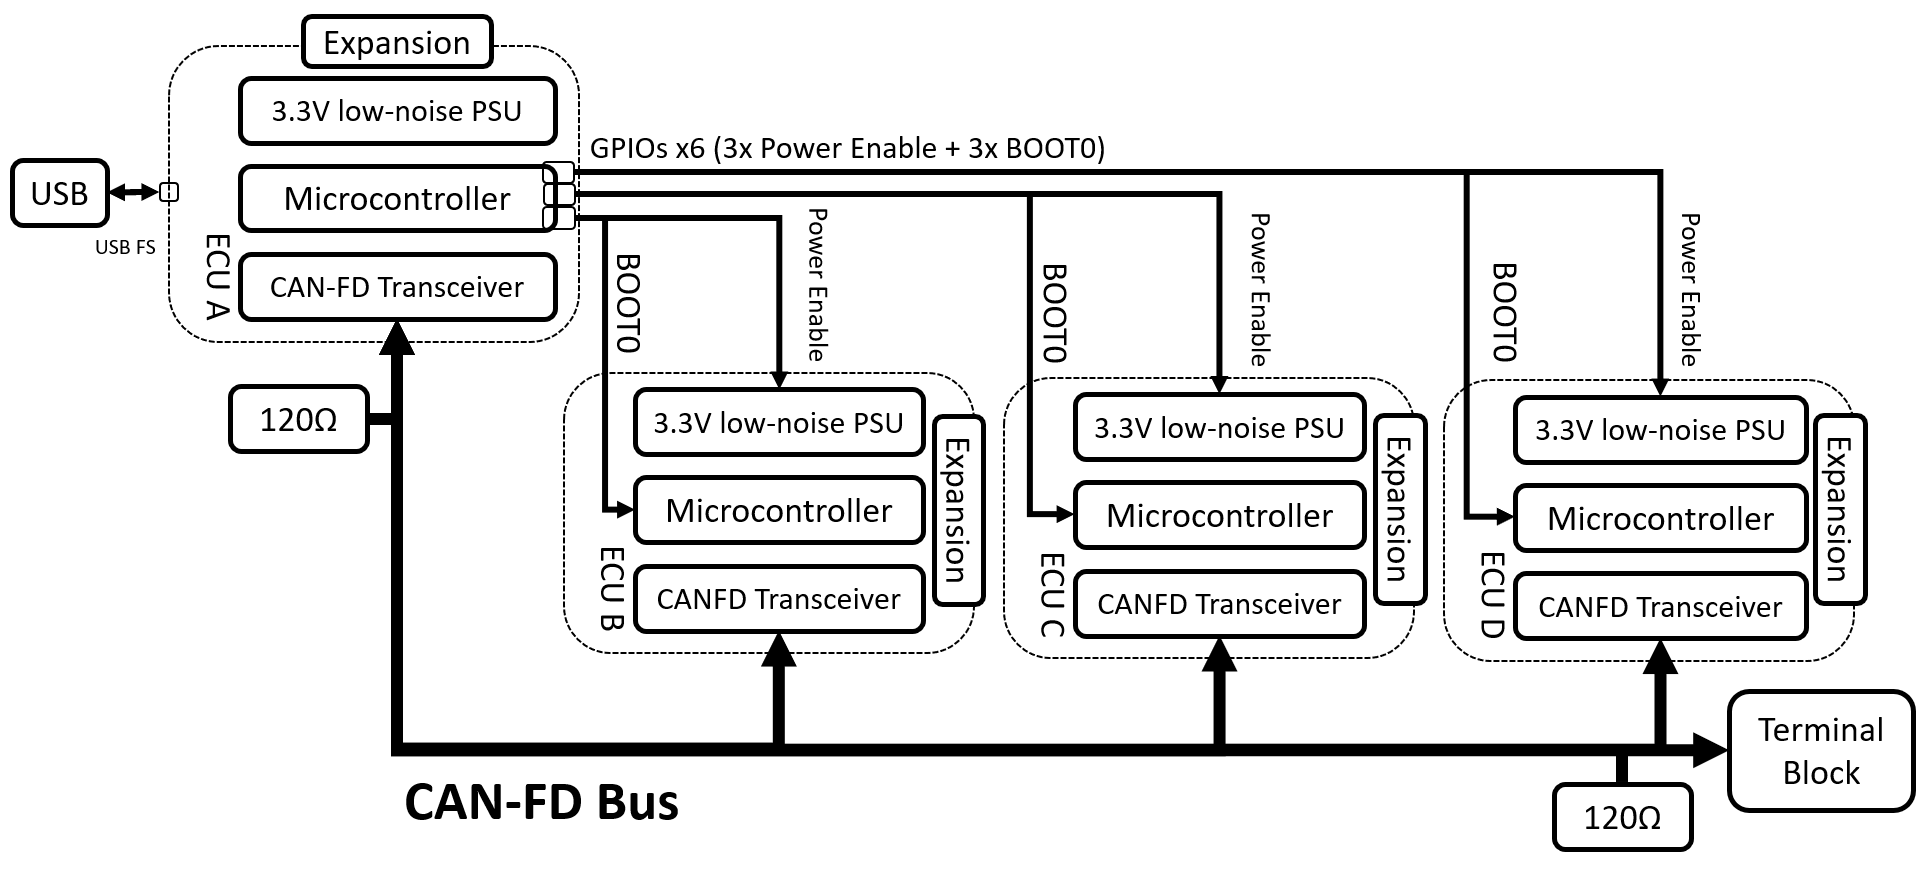 Expansion
3.3V low-noise PSU
Microcontroller
CAN-FD Transceiver
ECU A
USB
USB FS
GPIOs x6 (3x Power Enable + 3x BOOT0)
BOOT0
Power Enable
BOOT0
Power Enable
BOOT0
Power Enable
120Ω
3.3V low-noise PSU
Microcontroller
CANFD Transceiver
ECU B
Expansion
3.3V low-noise PSU
Microcontroller
CANFD Transceiver
ECU C
Expansion
3.3V low-noise PSU
Microcontroller
CANFD Transceiver
ECU D
Expansion
Terminal
Block
CAN-FD Bus
120Ω